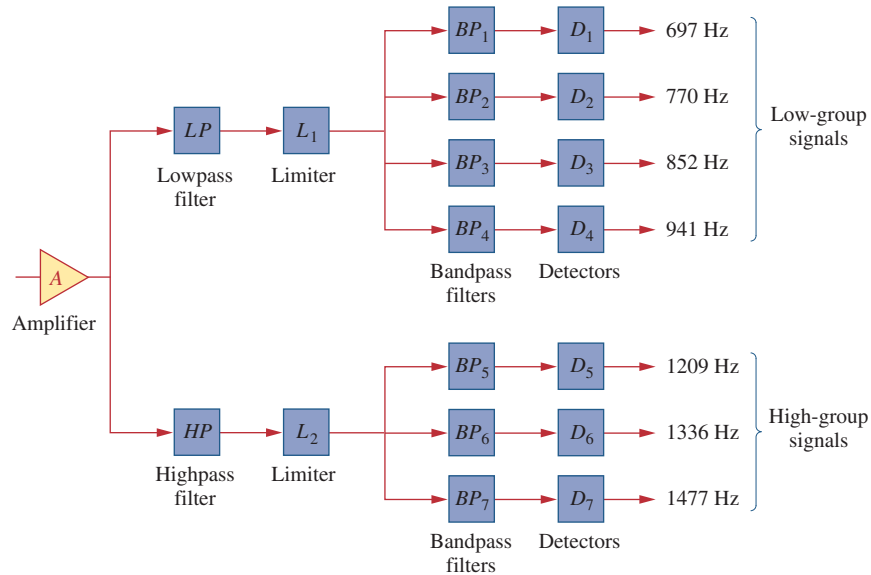 BP₁ D₁ 697 Hz
BP₂ D₂ 770 Hz
Low-group
signals
LP L₁
Lowpass
filter
Limiter
BP₃ D₃ 852 Hz
BP₄ D₄ 941 Hz
Bandpass
filters
Detectors
A
Amplifier
BP₅ D₅ 1209 Hz
HP L₂
Highpass
filter
Limiter
BP₆ D₆ 1336 Hz
High-group
signals
BP₇ D₇ 1477 Hz
Bandpass
filters
Detectors